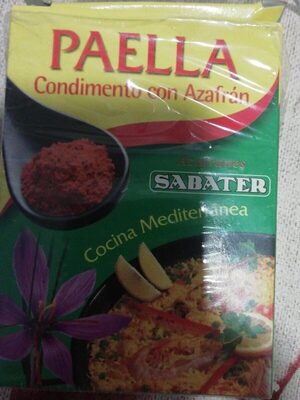 PAELLA
Condimento con Azafrán
SABATER
Cocina Mediterránea